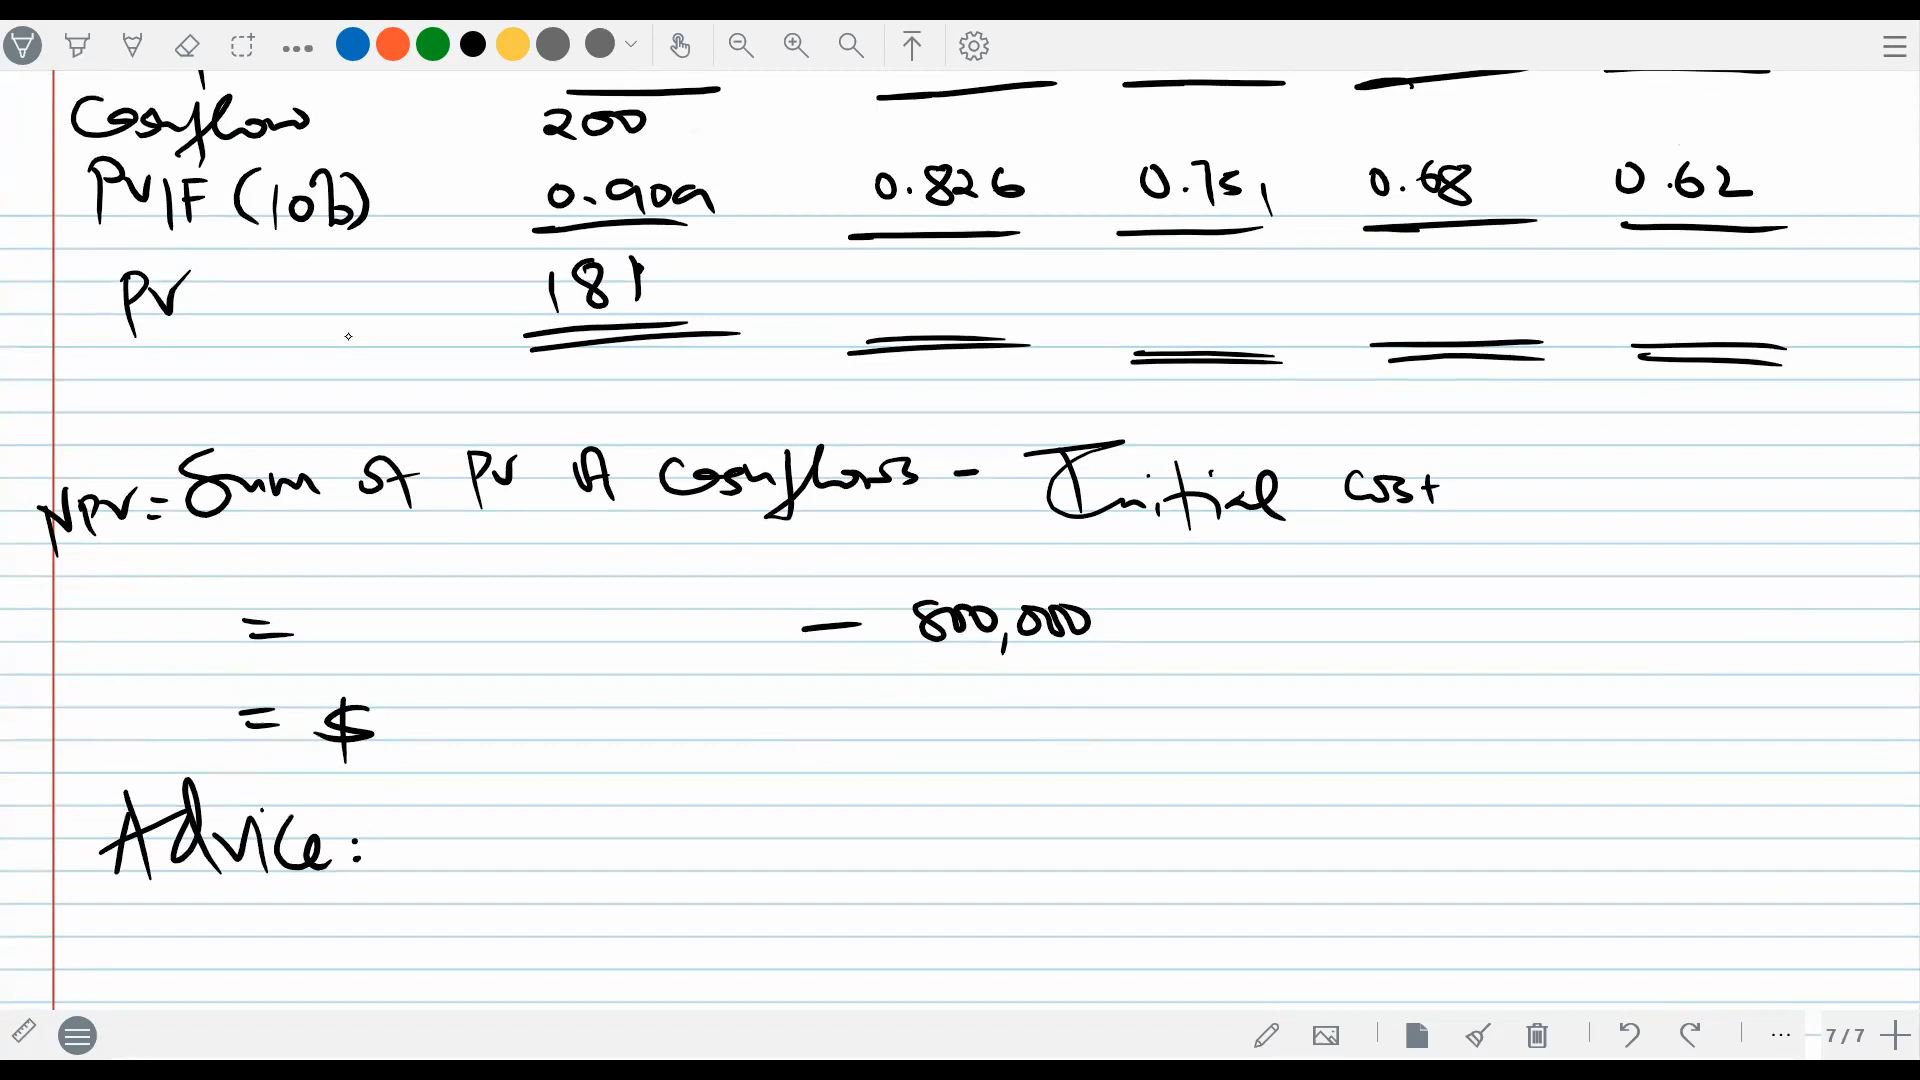 Cashflow 200
PVIF (10%) 0.909 0.826 0.751 0.68 0.62
PV 181
NPV = Sum of PV of Cashflows - Initial Cost
= — 800,000
= $
Advice:
7 / 7